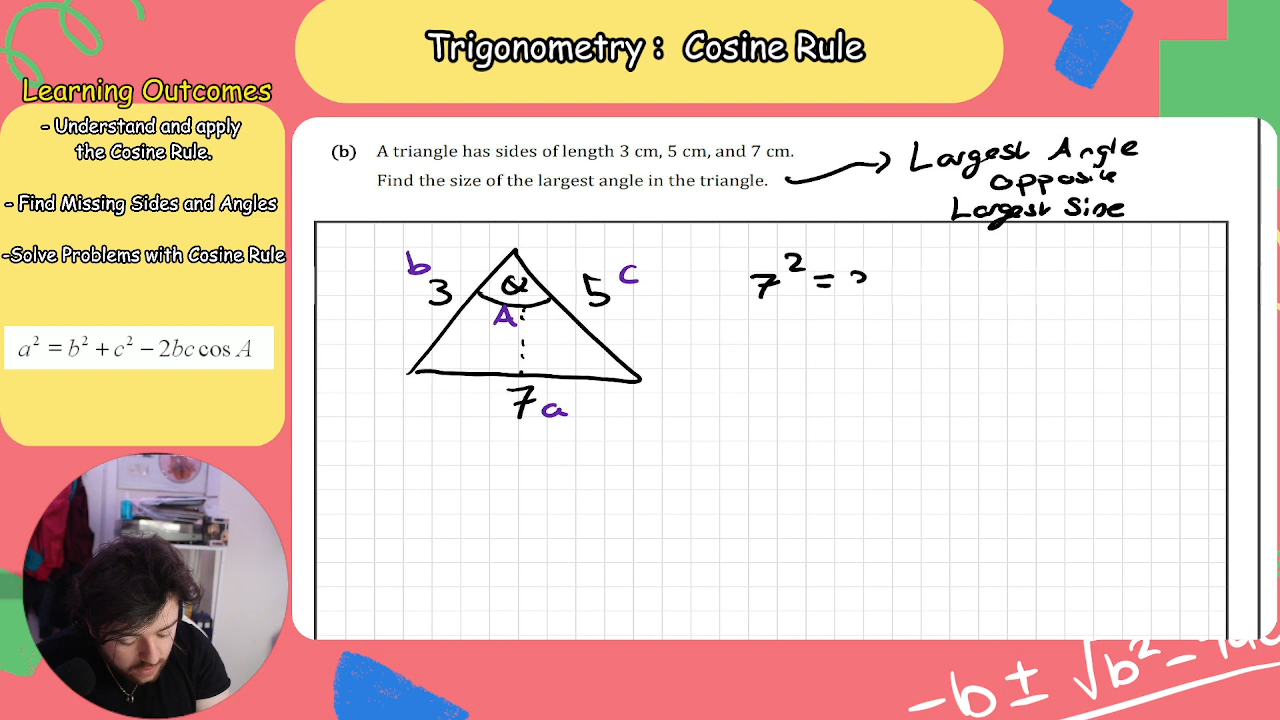 Trigonometry : Cosine Rule
Learning Outcomes
- Understand and apply
the Cosine Rule.
- Find Missing Sides and Angles
-Solve Problems with Cosine Rule
a² = b² + c² − 2bc cos A
(b) A triangle has sides of length 3 cm, 5 cm, and 7 cm.
Find the size of the largest angle in the triangle.
Largest Angle
opposite
Largest Side
b
3
A
5
c
7
a
7² =
-b ± √b² -